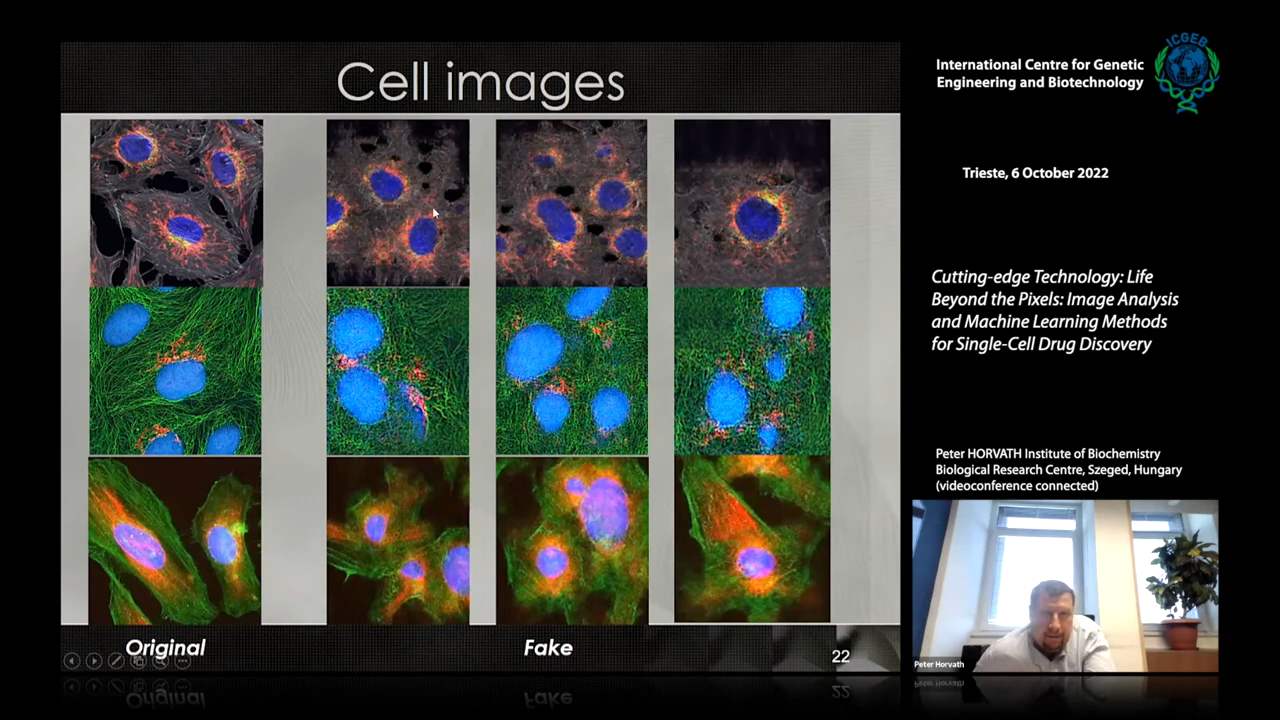 Cell images
Original
Fake
22
International Centre for Genetic
Engineering and Biotechnology
ICGEB
Trieste, 6 October 2022
Cutting-edge Technology: Life
Beyond the Pixels: Image Analysis
and Machine Learning Methods
for Single-Cell Drug Discovery
Peter HORVATH Institute of Biochemistry
Biological Research Centre, Szeged, Hungary
(videoconference connected)
Peter Horvath